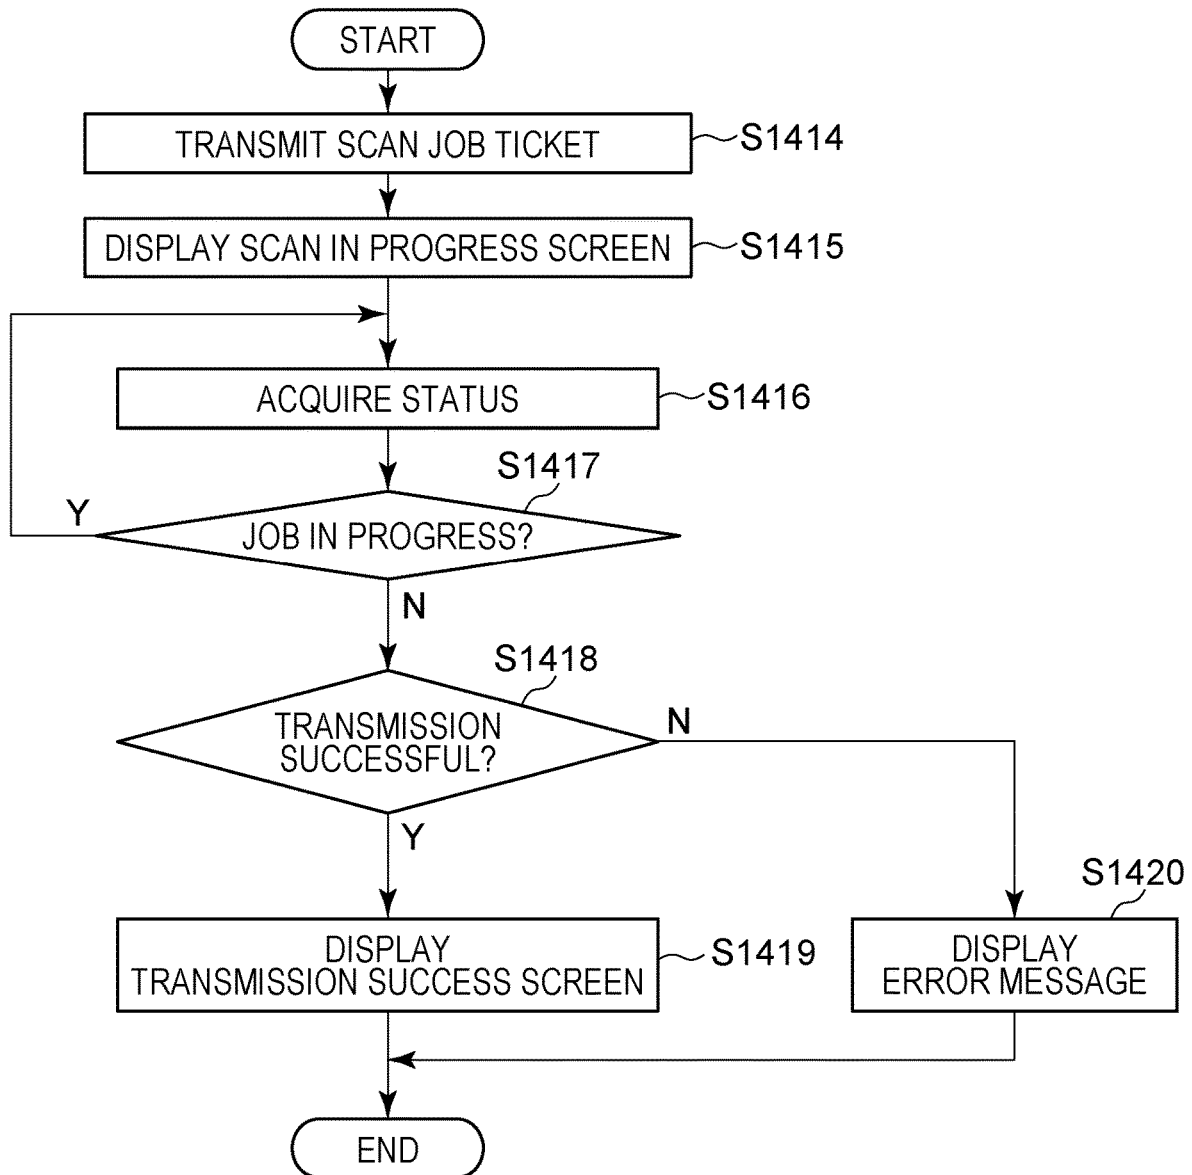 START
TRANSMIT SCAN JOB TICKET
S1414
DISPLAY SCAN IN PROGRESS SCREEN
S1415
ACQUIRE STATUS
S1416
S1417
Y
JOB IN PROGRESS?
N
S1418
TRANSMISSION
SUCCESSFUL?
N
Y
S1420
DISPLAY
TRANSMISSION SUCCESS SCREEN
S1419
DISPLAY
ERROR MESSAGE
END